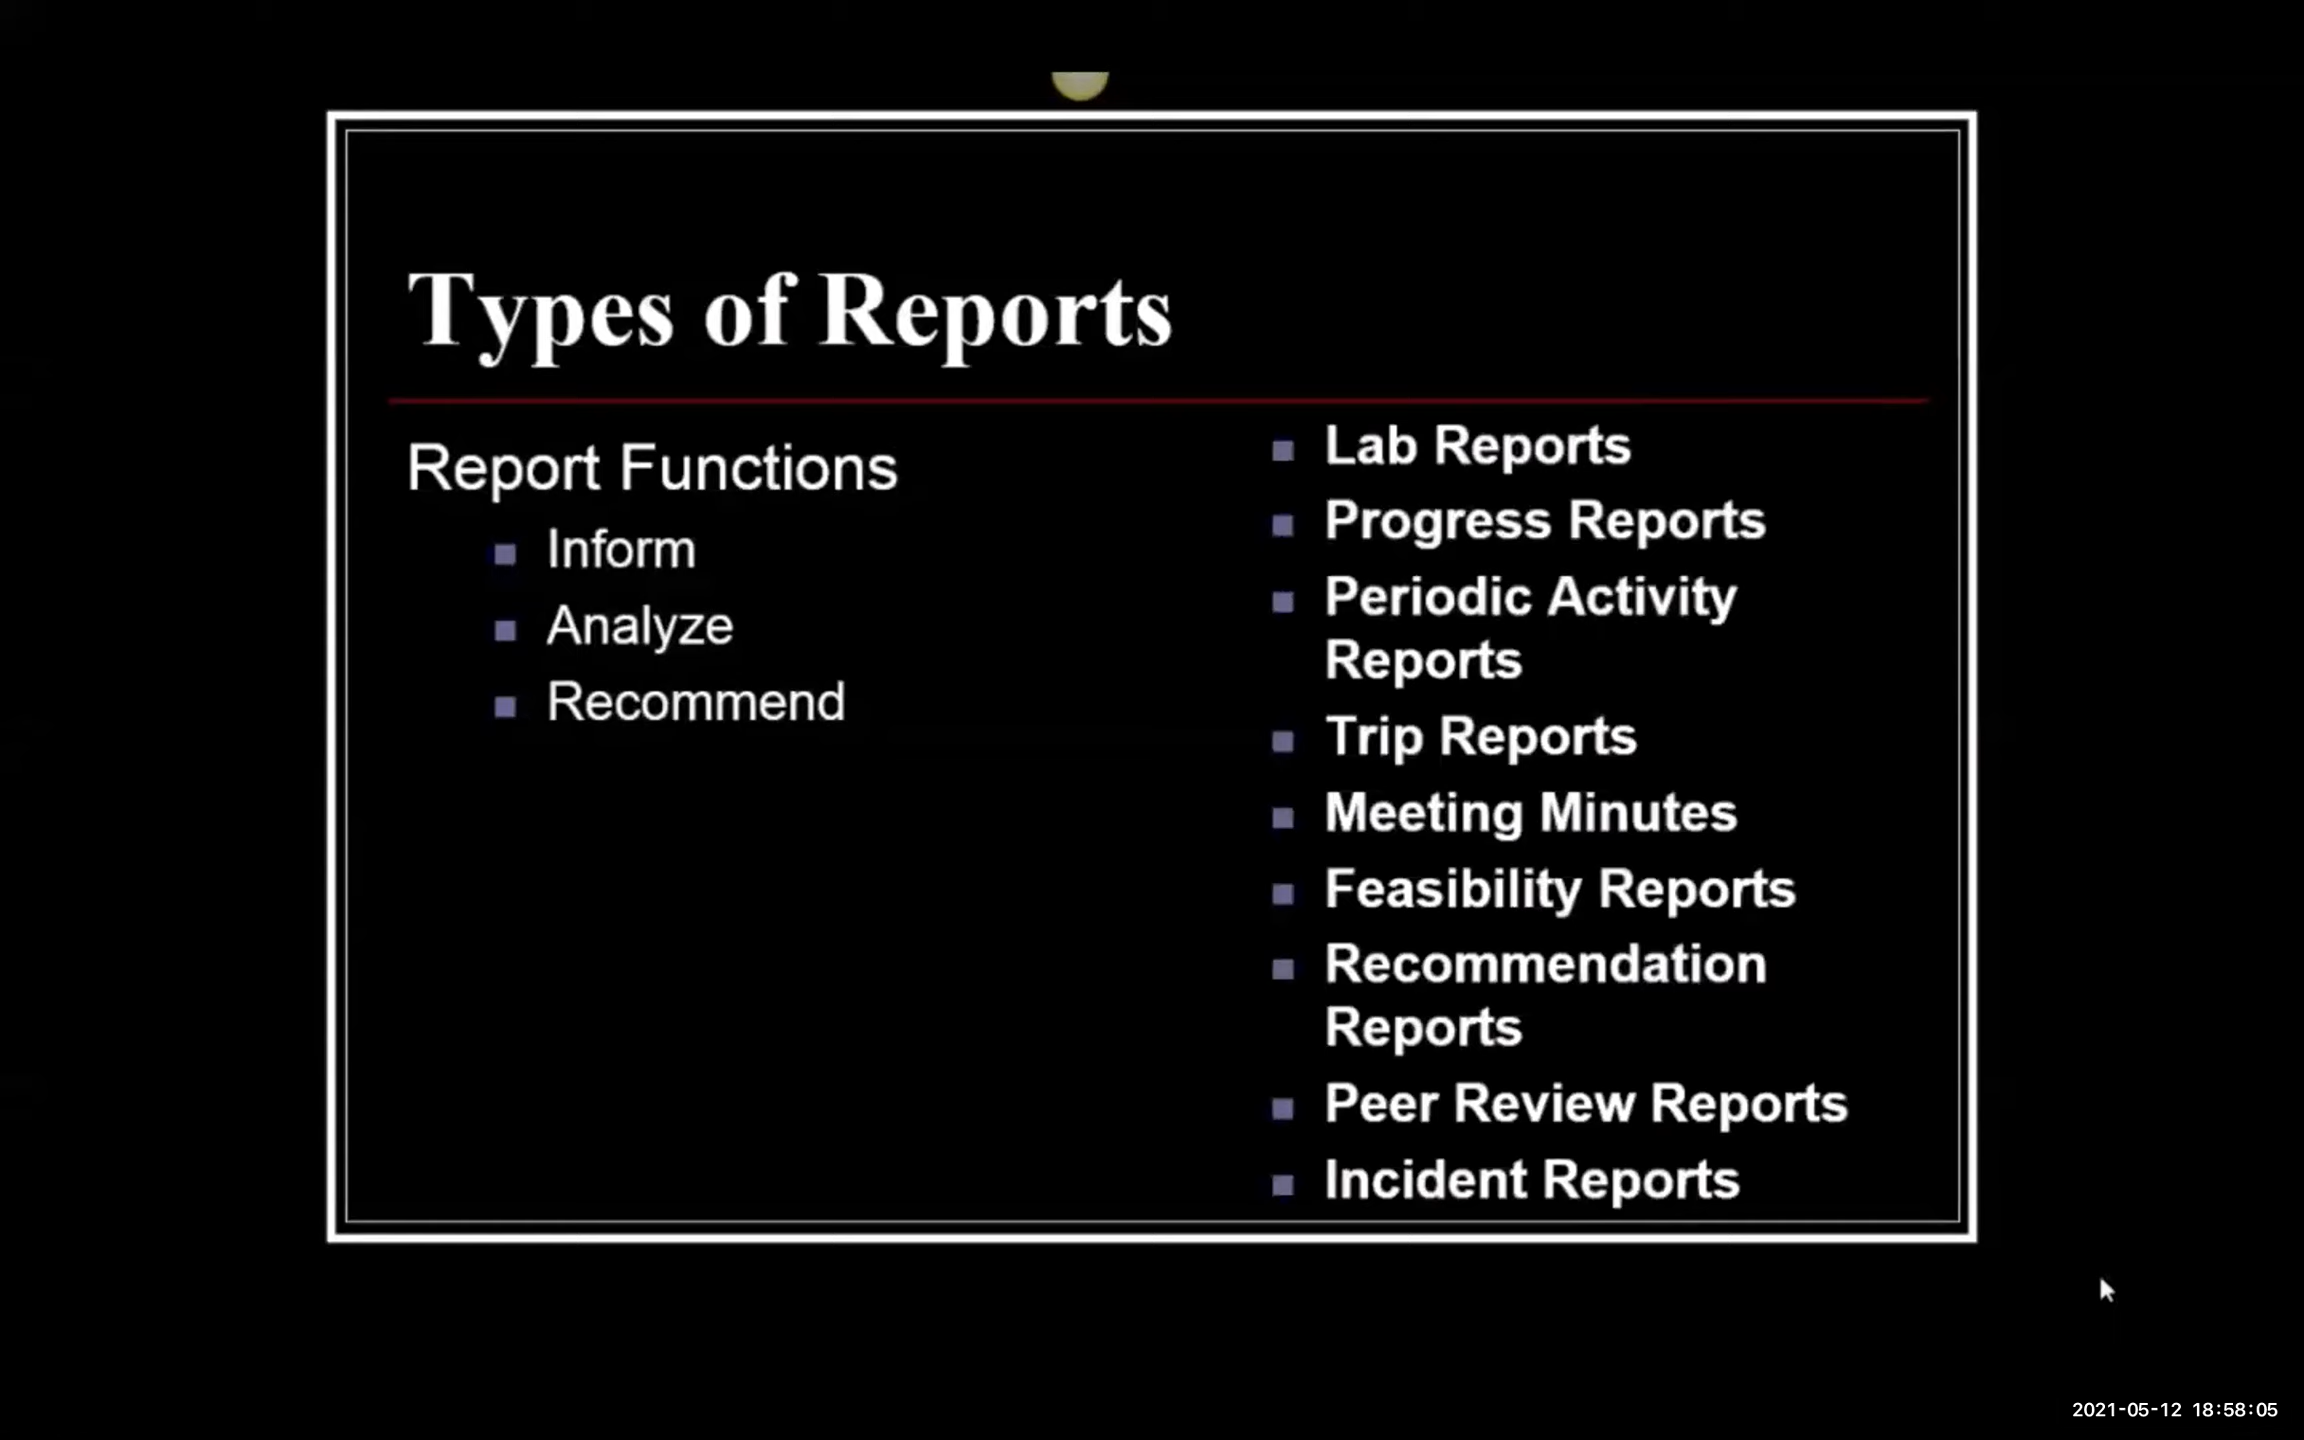 Types of Reports
Report Functions
Inform
Analyze
Recommend
Lab Reports
Progress Reports
Periodic Activity
Reports
Trip Reports
Meeting Minutes
Feasibility Reports
Recommendation
Reports
Peer Review Reports
Incident Reports
2021-05-12 18:58:05